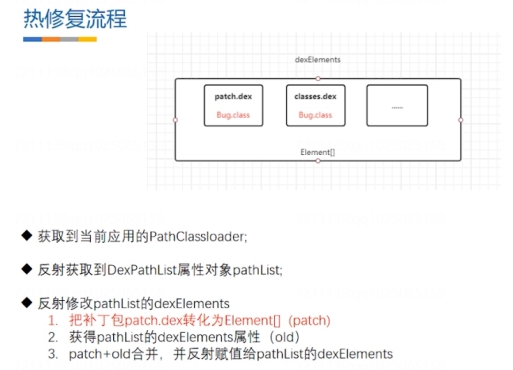 热修复流程
dexElements
patch.dex classes.dex
Bug.class Bug.class ......
Element[]
◆ 获取到当前应用的PathClassloader;
◆ 反射获取到DexPathList属性对象pathList;
◆ 反射修改pathList的dexElements
1. 把补丁包patch.dex转化为Element[] (patch)
2. 获得pathList的dexElements属性（old）
3. patch+old合并，并反射赋值给pathList的dexElements